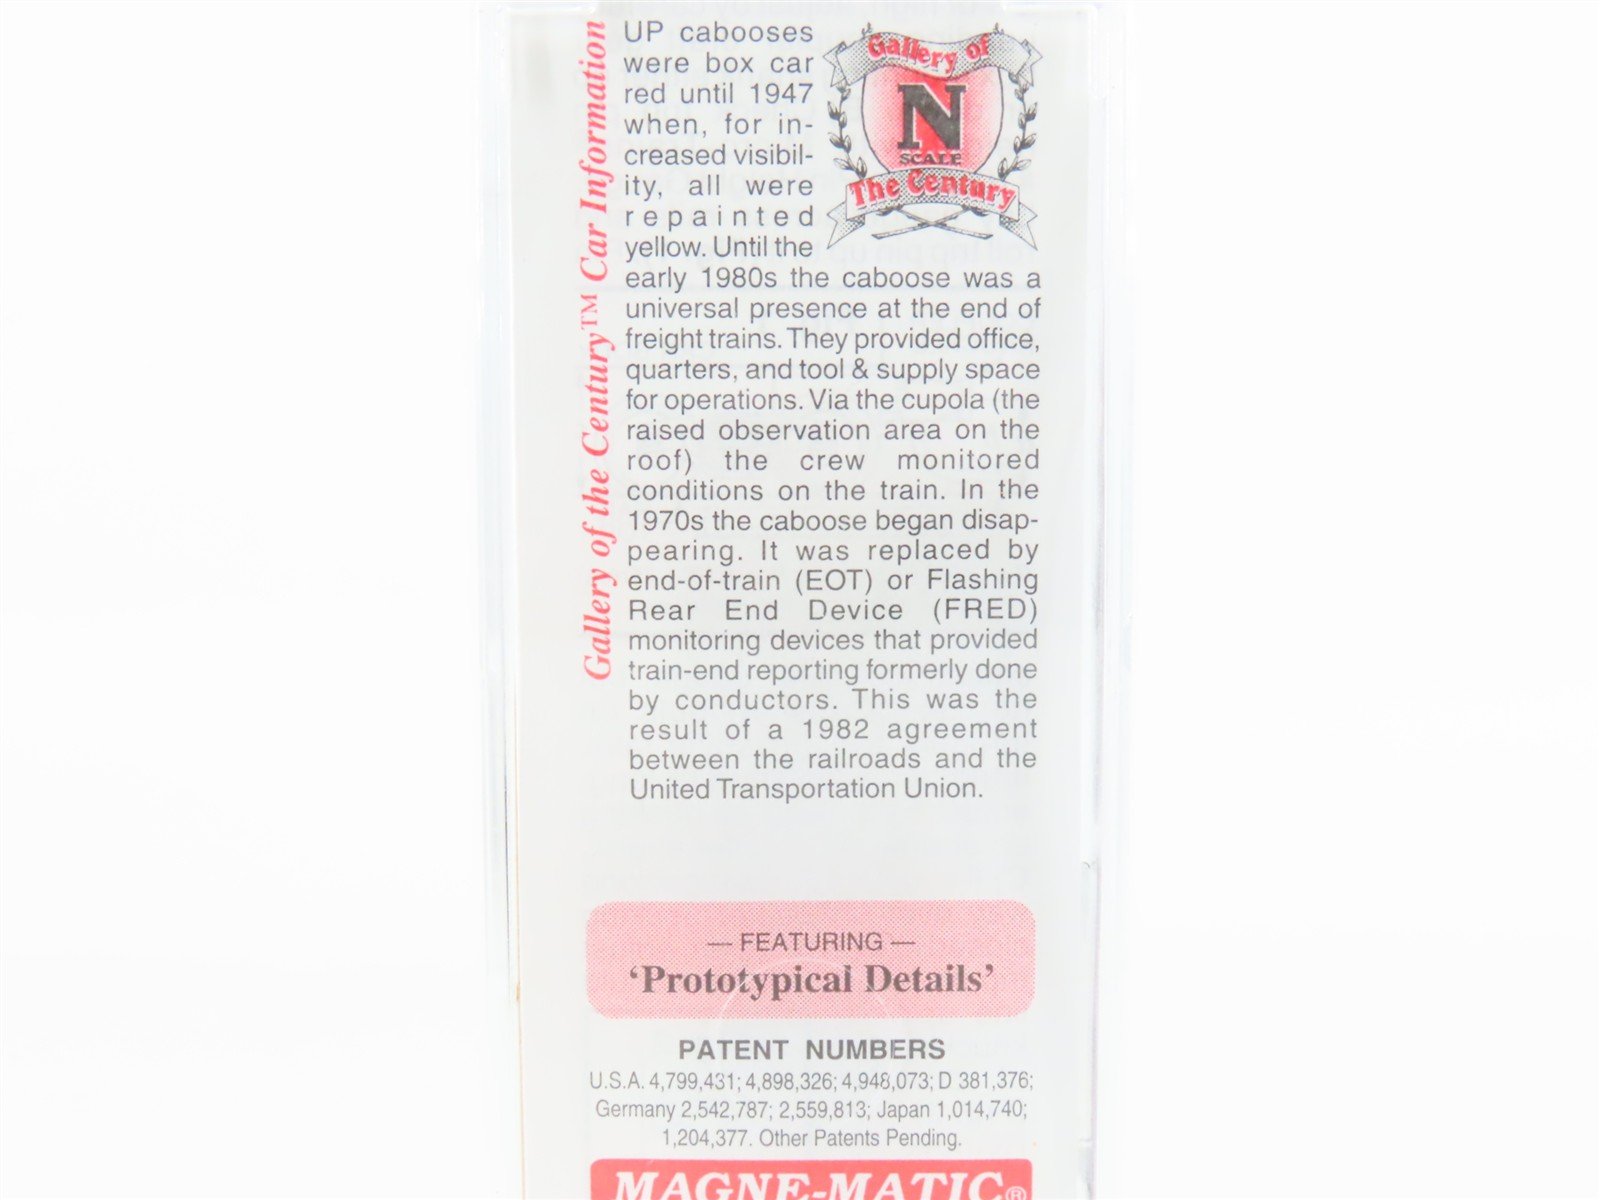 Gallery of the Century™ Car Information
UP cabooses
were box car
red until 1947
when, for in-
creased visibil-
ity, all were
repainted
yellow. Until the
early 1980s the caboose was a
universal presence at the end of
freight trains. They provided office,
quarters, and tool & supply space
for operations. Via the cupola (the
raised observation area on the
roof) the crew monitored
conditions on the train. In the
1970s the caboose began disap-
pearing. It was replaced by
end-of-train (EOT) or Flashing
Rear End Device (FRED)
monitoring devices that provided
train-end reporting formerly done
by conductors. This was the
result of a 1982 agreement
between the railroads and the
United Transportation Union.
Gallery of
N
SCALE
The Century
— FEATURING —
‘Prototypical Details’
PATENT NUMBERS
U.S.A. 4,799,431; 4,898,326; 4,948,073; D 381,376;
Germany 2,542,787; 2,559,813; Japan 1,014,740;
1,204,377. Other Patents Pending.
MAGNE-MATIC®